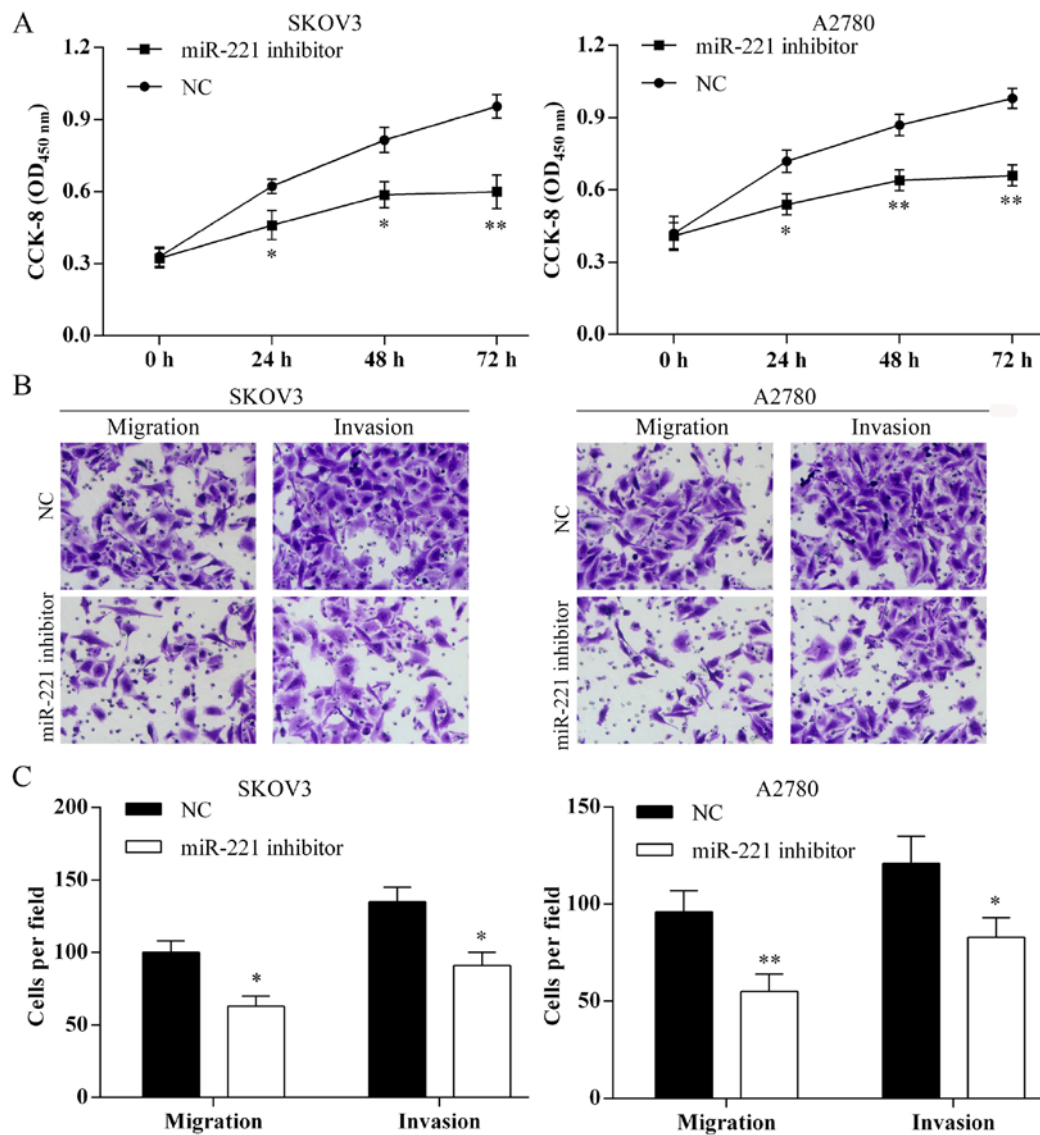 A
SKOV3
miR-221 inhibitor
NC
CCK-8 (OD450 nm)
1.2
0.9
0.6
0.3
0.0
*
*
**
0 h
24 h
48 h
72 h
A2780
miR-221 inhibitor
NC
CCK-8 (OD450 nm)
1.2
0.9
0.6
0.3
0.0
*
**
**
0 h
24 h
48 h
72 h
B
SKOV3
Migration
Invasion
NC
miR-221 inhibitor
A2780
Migration
Invasion
NC
miR-221 inhibitor
C
SKOV3
NC
miR-221 inhibitor
Cells per field
200
150
100
50
0
*
*
Migration
Invasion
A2780
NC
miR-221 inhibitor
Cells per field
150
100
50
0
**
*
Migration
Invasion